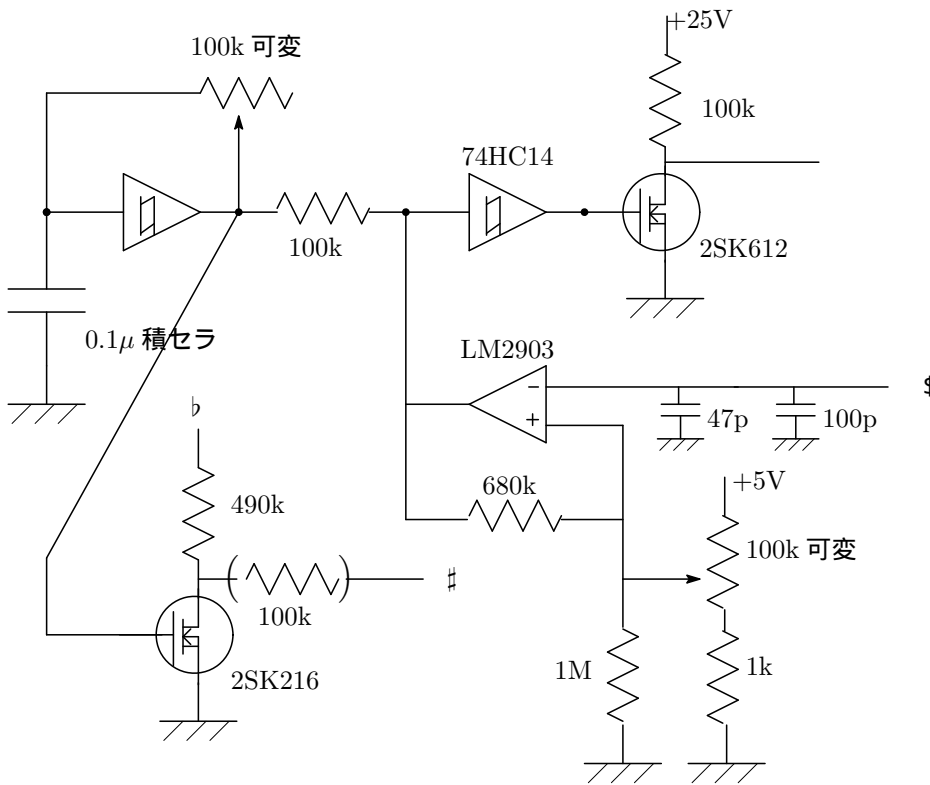 +25V
100k 可変
100k
74HC14
100k
2SK612
0.1μ 積セラ
LM2903
−
+
$
47p
100p
♭
490k
680k
+5V
100k 可変
( )
♯
100k
1M
1k
2SK216